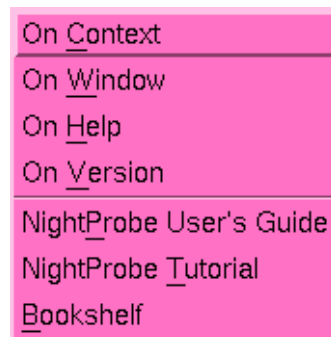 On Context
On Window
On Help
On Version
NightProbe User's Guide
NightProbe Tutorial
Bookshelf